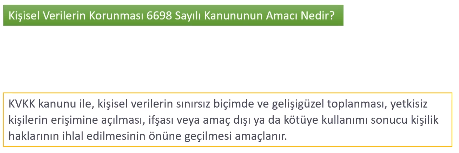 Kişisel Verilerin Korunması 6698 Sayılı Kanununun Amacı Nedir?
KVKK kanunu ile, kişisel verilerin sınırsız biçimde ve gelişigüzel toplanması, yetkisiz
kişilerin erişimine açılması, ifşası veya amaç dışı ya da kötüye kullanımı sonucu kişilik
haklarının ihlal edilmesinin önüne geçilmesi amaçlanır.